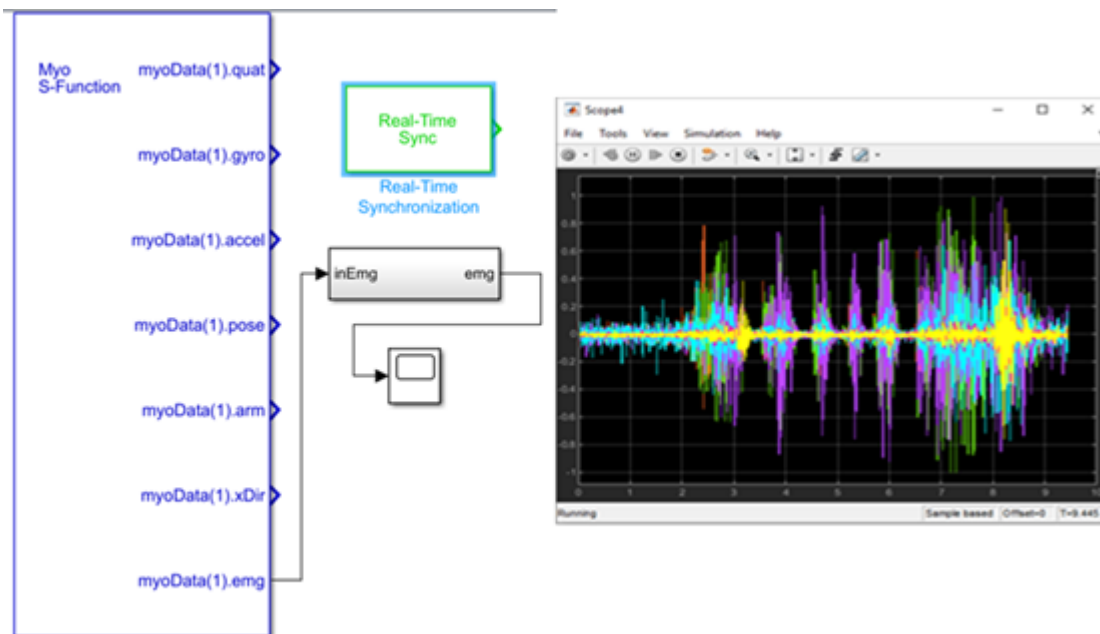 Myo
S-Function
myoData(1).quat
myoData(1).gyro
myoData(1).accel
myoData(1).pose
myoData(1).arm
myoData(1).xDir
myoData(1).emg
Real-Time
Sync
Real-Time
Synchronization
inEmg emg
Scope4
File Tools View Simulation Help
1
0.8
0.6
0.4
0.2
0
-0.2
-0.4
-0.6
-0.8
-1
0 1 2 3 4 5 6 7 8 9 10
Running Sample based Offset=0 T=9.445